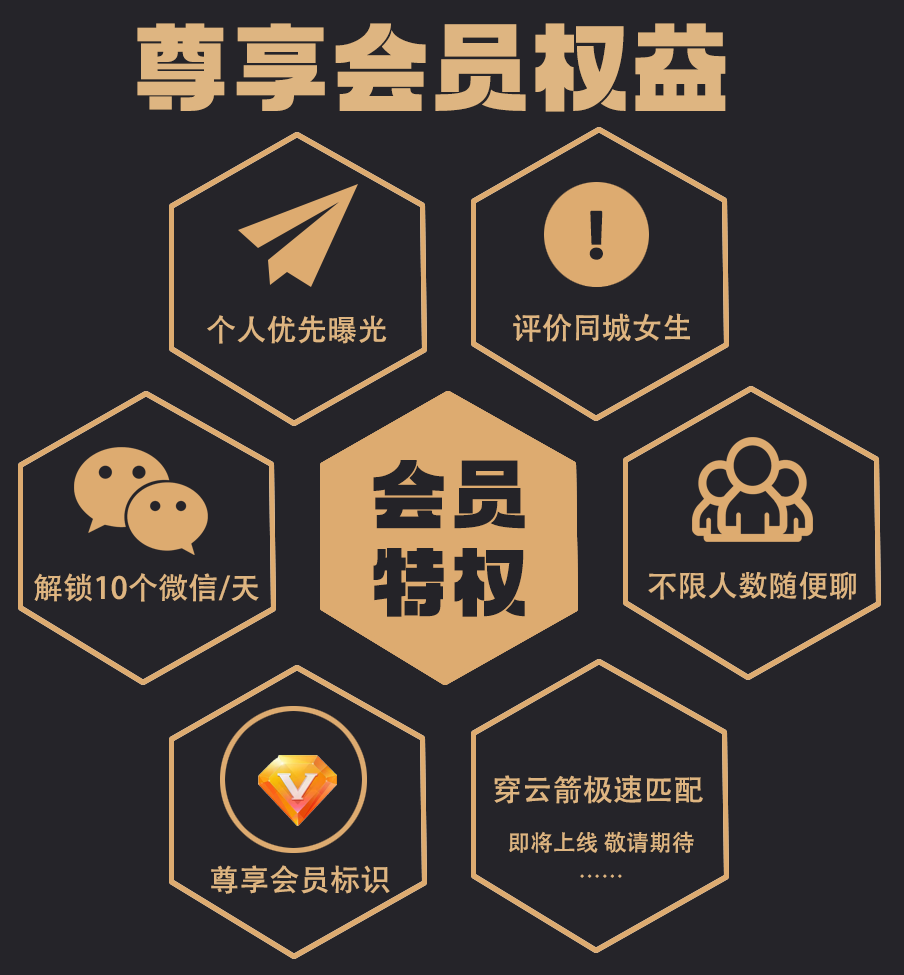 尊享会员权益
个人优先曝光
评价同城女生
解锁10个微信/天
会员
特权
不限人数随便聊
V
尊享会员标识
穿云箭极速匹配
即将上线 敬请期待
......